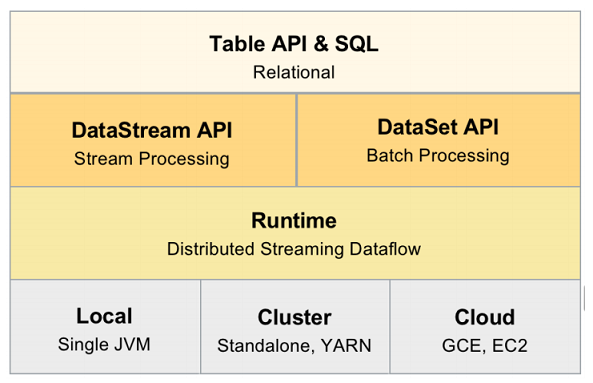 Table API & SQL
Relational
DataStream API
Stream Processing
DataSet API
Batch Processing
Runtime
Distributed Streaming Dataflow
Local
Single JVM
Cluster
Standalone, YARN
Cloud
GCE, EC2